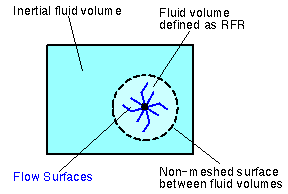 Inertial fluid volume
Fluid volume
defined as RFR
Flow Surfaces
Non-meshed surface
between fluid volumes